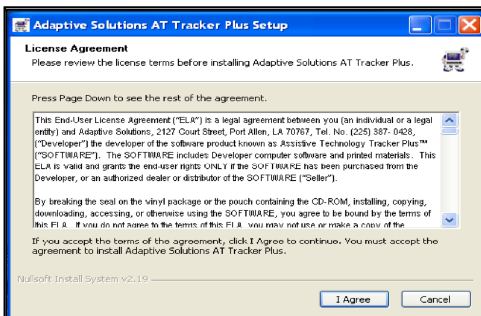 Adaptive Solutions AT Tracker Plus Setup
License Agreement
Please review the license terms before installing Adaptive Solutions AT Tracker Plus.
Press Page Down to see the rest of the agreement.
This End-User License Agreement ("ELA") is a legal agreement between you (an individual or a legal
entity) and Adaptive Solutions, 2127 Court Street, Port Allen, LA 70767, Tel. No. (225) 387- 0428,
("Developer") the developer of the software product known as Assistive Technology Tracker Plus™
("SOFTWARE"). The SOFTWARE includes Developer computer software and printed materials. This
ELA is valid and grants the end-user rights ONLY if the SOFTWARE has been purchased from the
Developer, or an authorized dealer or distributor of the SOFTWARE ("Seller").
By breaking the seal on the vinyl package or the pouch containing the CD-ROM, installing, copying,
downloading, accessing, or otherwise using the SOFTWARE, you agree to be bound by the terms of
this ELA. If you do not agree to the terms of this ELA, you may not use or make a copy of the
If you accept the terms of the agreement, click I Agree to continue. You must accept the
agreement to install Adaptive Solutions AT Tracker Plus.
Nullsoft Install System v2.19
I Agree Cancel